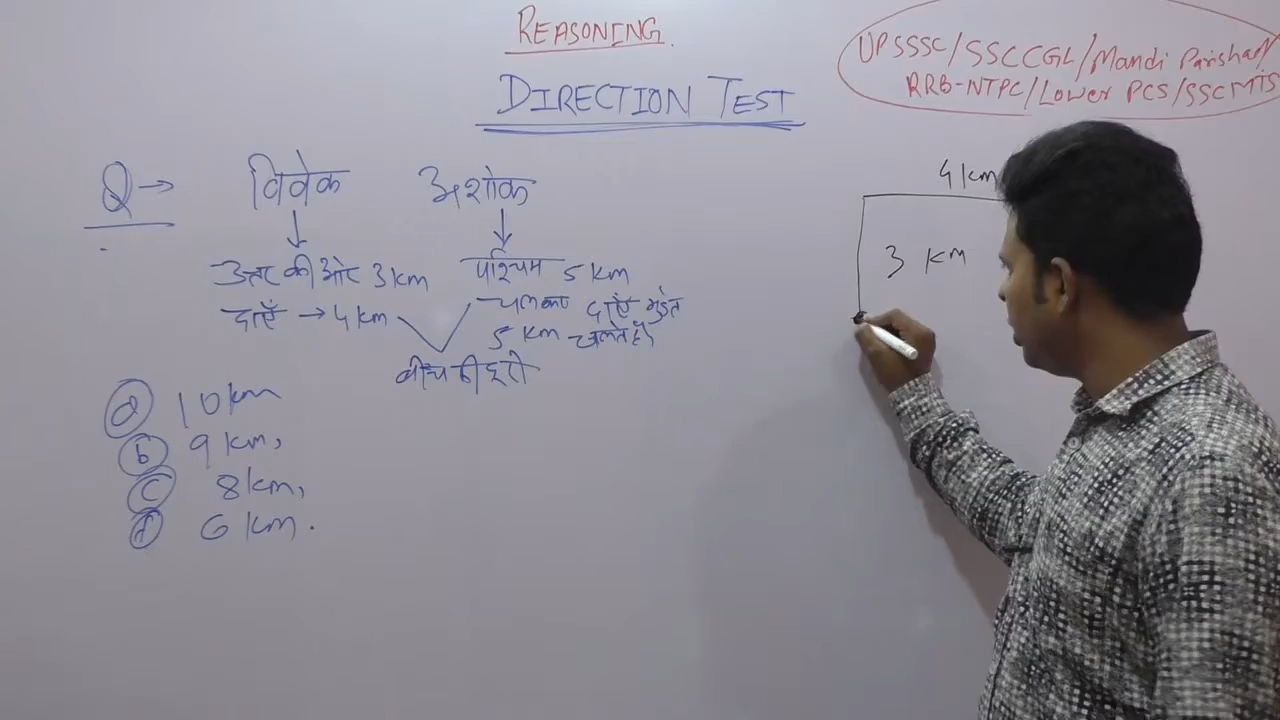 REASONING.
DIRECTION TEST
UPSSSC/SSCCGL/Mandi Parishad/
RRB-NTPC/Lower PCS/SSCMTS
Q→ विवेक अशोक
उत्तर की ओर 3 km
दाएँ → 4 km
पश्चिम 5 km
चलकर दाएं मुड़त
5 km चलते हैं
बीच की दूरी
a 10 km
b 9 km,
c 8 km,
d 6 km.
4 km
3 km